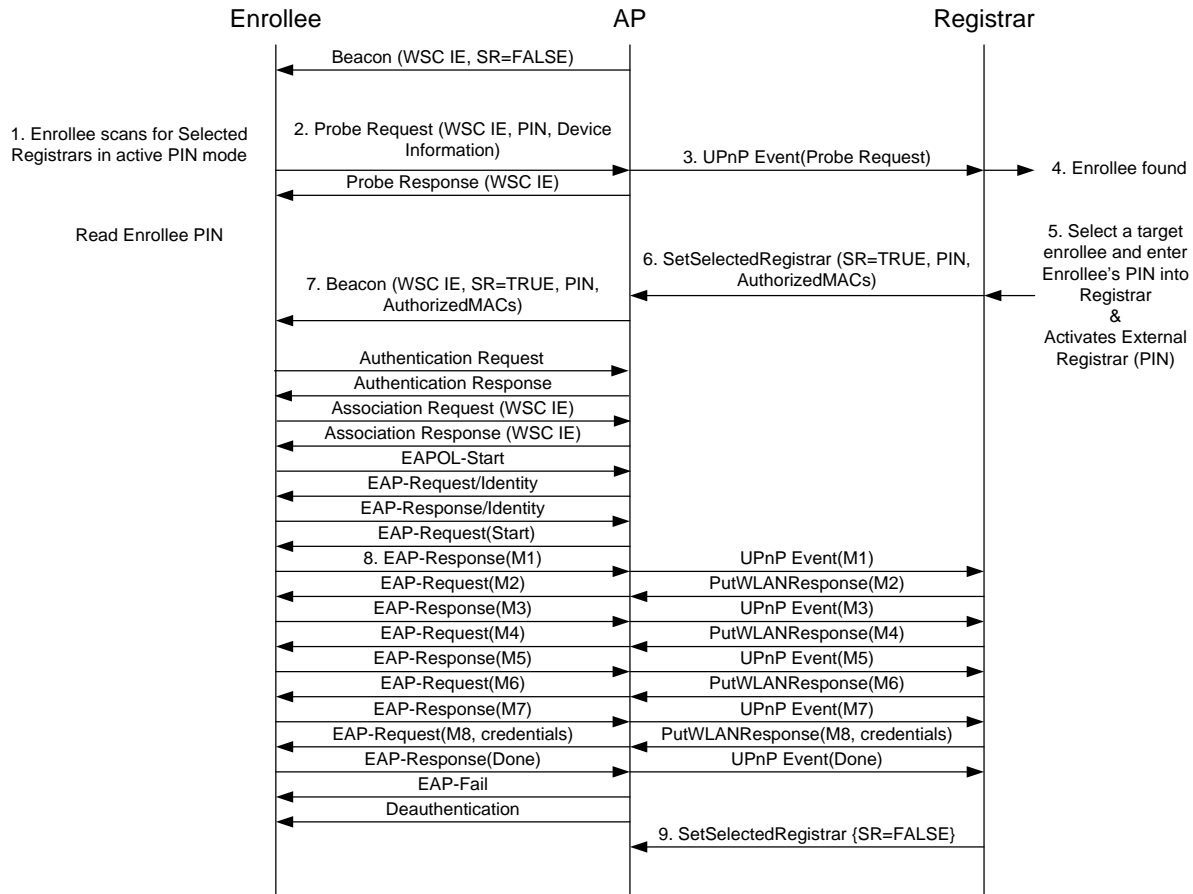 Enrollee
AP
Registrar
Beacon (WSC IE, SR=FALSE)
1. Enrollee scans for Selected
Registrars in active PIN mode
2. Probe Request (WSC IE, PIN, Device
Information)
3. UPnP Event(Probe Request)
4. Enrollee found
Probe Response (WSC IE)
Read Enrollee PIN
5. Select a target
enrollee and enter
Enrollee's PIN into
Registrar
&
Activates External
Registrar (PIN)
6. SetSelectedRegistrar (SR=TRUE, PIN,
AuthorizedMACs)
7. Beacon (WSC IE, SR=TRUE, PIN,
AuthorizedMACs)
Authentication Request
Authentication Response
Association Request (WSC IE)
Association Response (WSC IE)
EAPOL-Start
EAP-Request/Identity
EAP-Response/Identity
EAP-Request(Start)
8. EAP-Response(M1)
UPnP Event(M1)
EAP-Request(M2)
PutWLANResponse(M2)
EAP-Response(M3)
UPnP Event(M3)
EAP-Request(M4)
PutWLANResponse(M4)
EAP-Response(M5)
UPnP Event(M5)
EAP-Request(M6)
PutWLANResponse(M6)
EAP-Response(M7)
UPnP Event(M7)
EAP-Request(M8, credentials)
PutWLANResponse(M8, credentials)
EAP-Response(Done)
UPnP Event(Done)
EAP-Fail
Deauthentication
9. SetSelectedRegistrar {SR=FALSE}